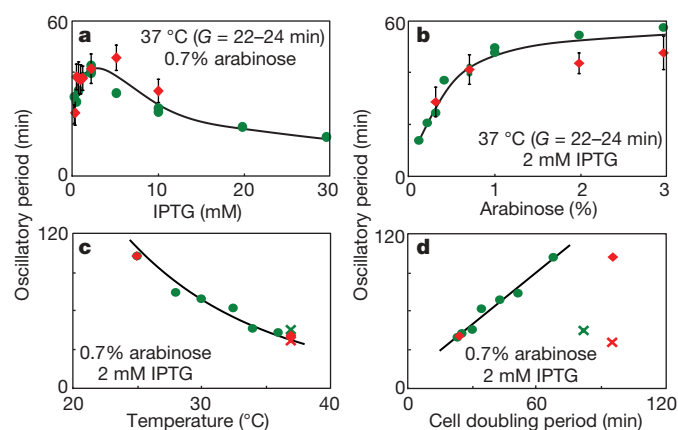 60
a
37 °C (G = 22–24 min)
0.7% arabinose
0
0
10
20
30
IPTG (mM)
Oscillatory period (min)
60
b
37 °C (G = 22–24 min)
2 mM IPTG
0
0
1
2
3
Arabinose (%)
Oscillatory period (min)
120
c
0.7% arabinose
2 mM IPTG
0
20
30
40
Temperature (°C)
120
d
0.7% arabinose
2 mM IPTG
0
0
60
120
Cell doubling period (min)